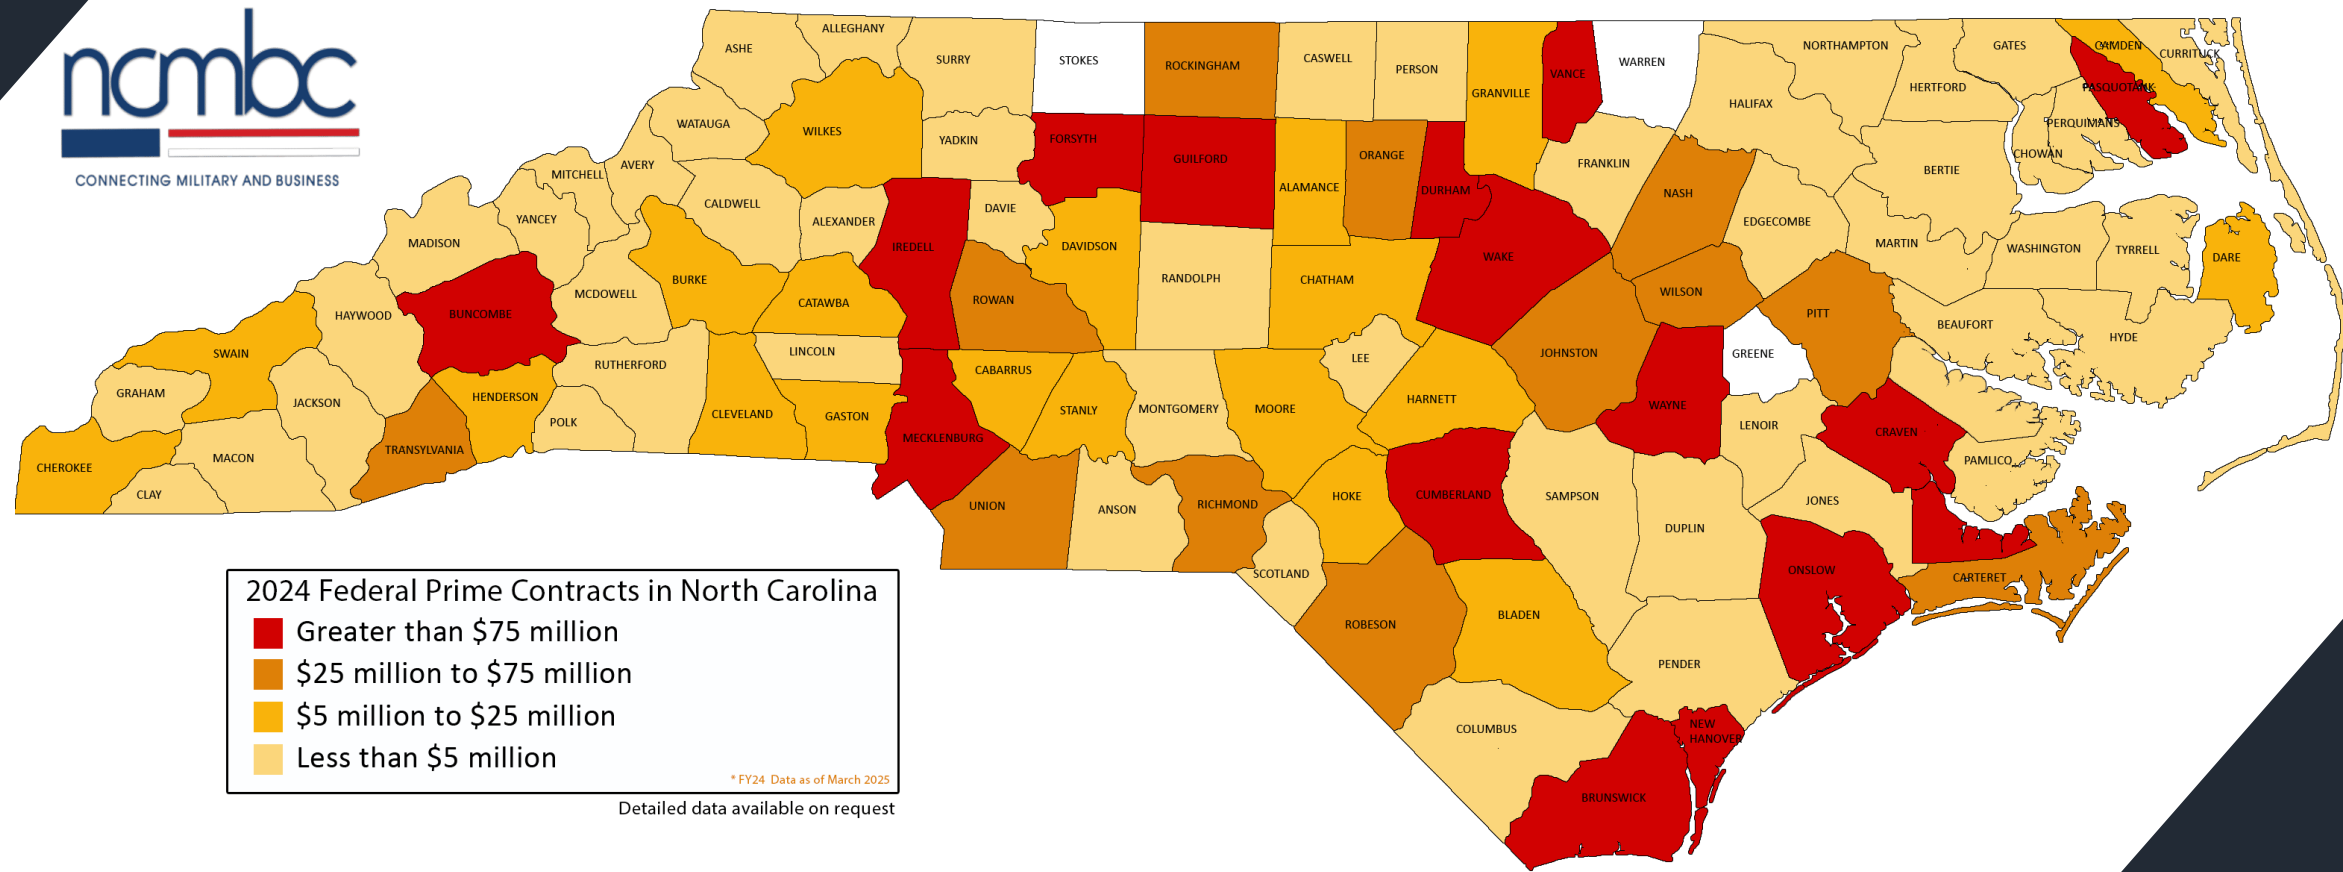 ncmbc
CONNECTING MILITARY AND BUSINESS
ASHE
ALLEGHANY
SURRY
STOKES
ROCKINGHAM
CASWELL
PERSON
GRANVILLE
VANCE
WARREN
NORTHAMPTON
GATES
CAMDEN
CURRITUCK
HERTFORD
PASQUOTANK
HALIFAX
PERQUIMANS
CHOWAN
BERTIE
WATAUGA
WILKES
YADKIN
FORSYTH
GUILFORD
ALAMANCE
ORANGE
DURHAM
FRANKLIN
NASH
EDGECOMBE
MARTIN
WASHINGTON
TYRRELL
DARE
MITCHELL
AVERY
YANCEY
CALDWELL
ALEXANDER
IREDELL
DAVIE
DAVIDSON
RANDOLPH
CHATHAM
WAKE
MADISON
BUNCOMBE
MCDOWELL
BURKE
CATAWBA
ROWAN
WILSON
PITT
BEAUFORT
HYDE
HAYWOOD
SWAIN
GRAHAM
JACKSON
HENDERSON
RUTHERFORD
POLK
LINCOLN
CLEVELAND
GASTON
CABARRUS
STANLY
MONTGOMERY
MOORE
LEE
HARNETT
JOHNSTON
WAYNE
GREENE
LENOIR
CRAVEN
PAMLICO
CHEROKEE
CLAY
MACON
TRANSYLVANIA
MECKLENBURG
UNION
ANSON
RICHMOND
HOKE
CUMBERLAND
SAMPSON
DUPLIN
JONES
ONSLOW
CARTERET
SCOTLAND
ROBESON
BLADEN
PENDER
COLUMBUS
NEW
HANOVER
BRUNSWICK
2024 Federal Prime Contracts in North Carolina
Greater than $75 million
$25 million to $75 million
$5 million to $25 million
Less than $5 million
* FY24 Data as of March 2025
Detailed data available on request